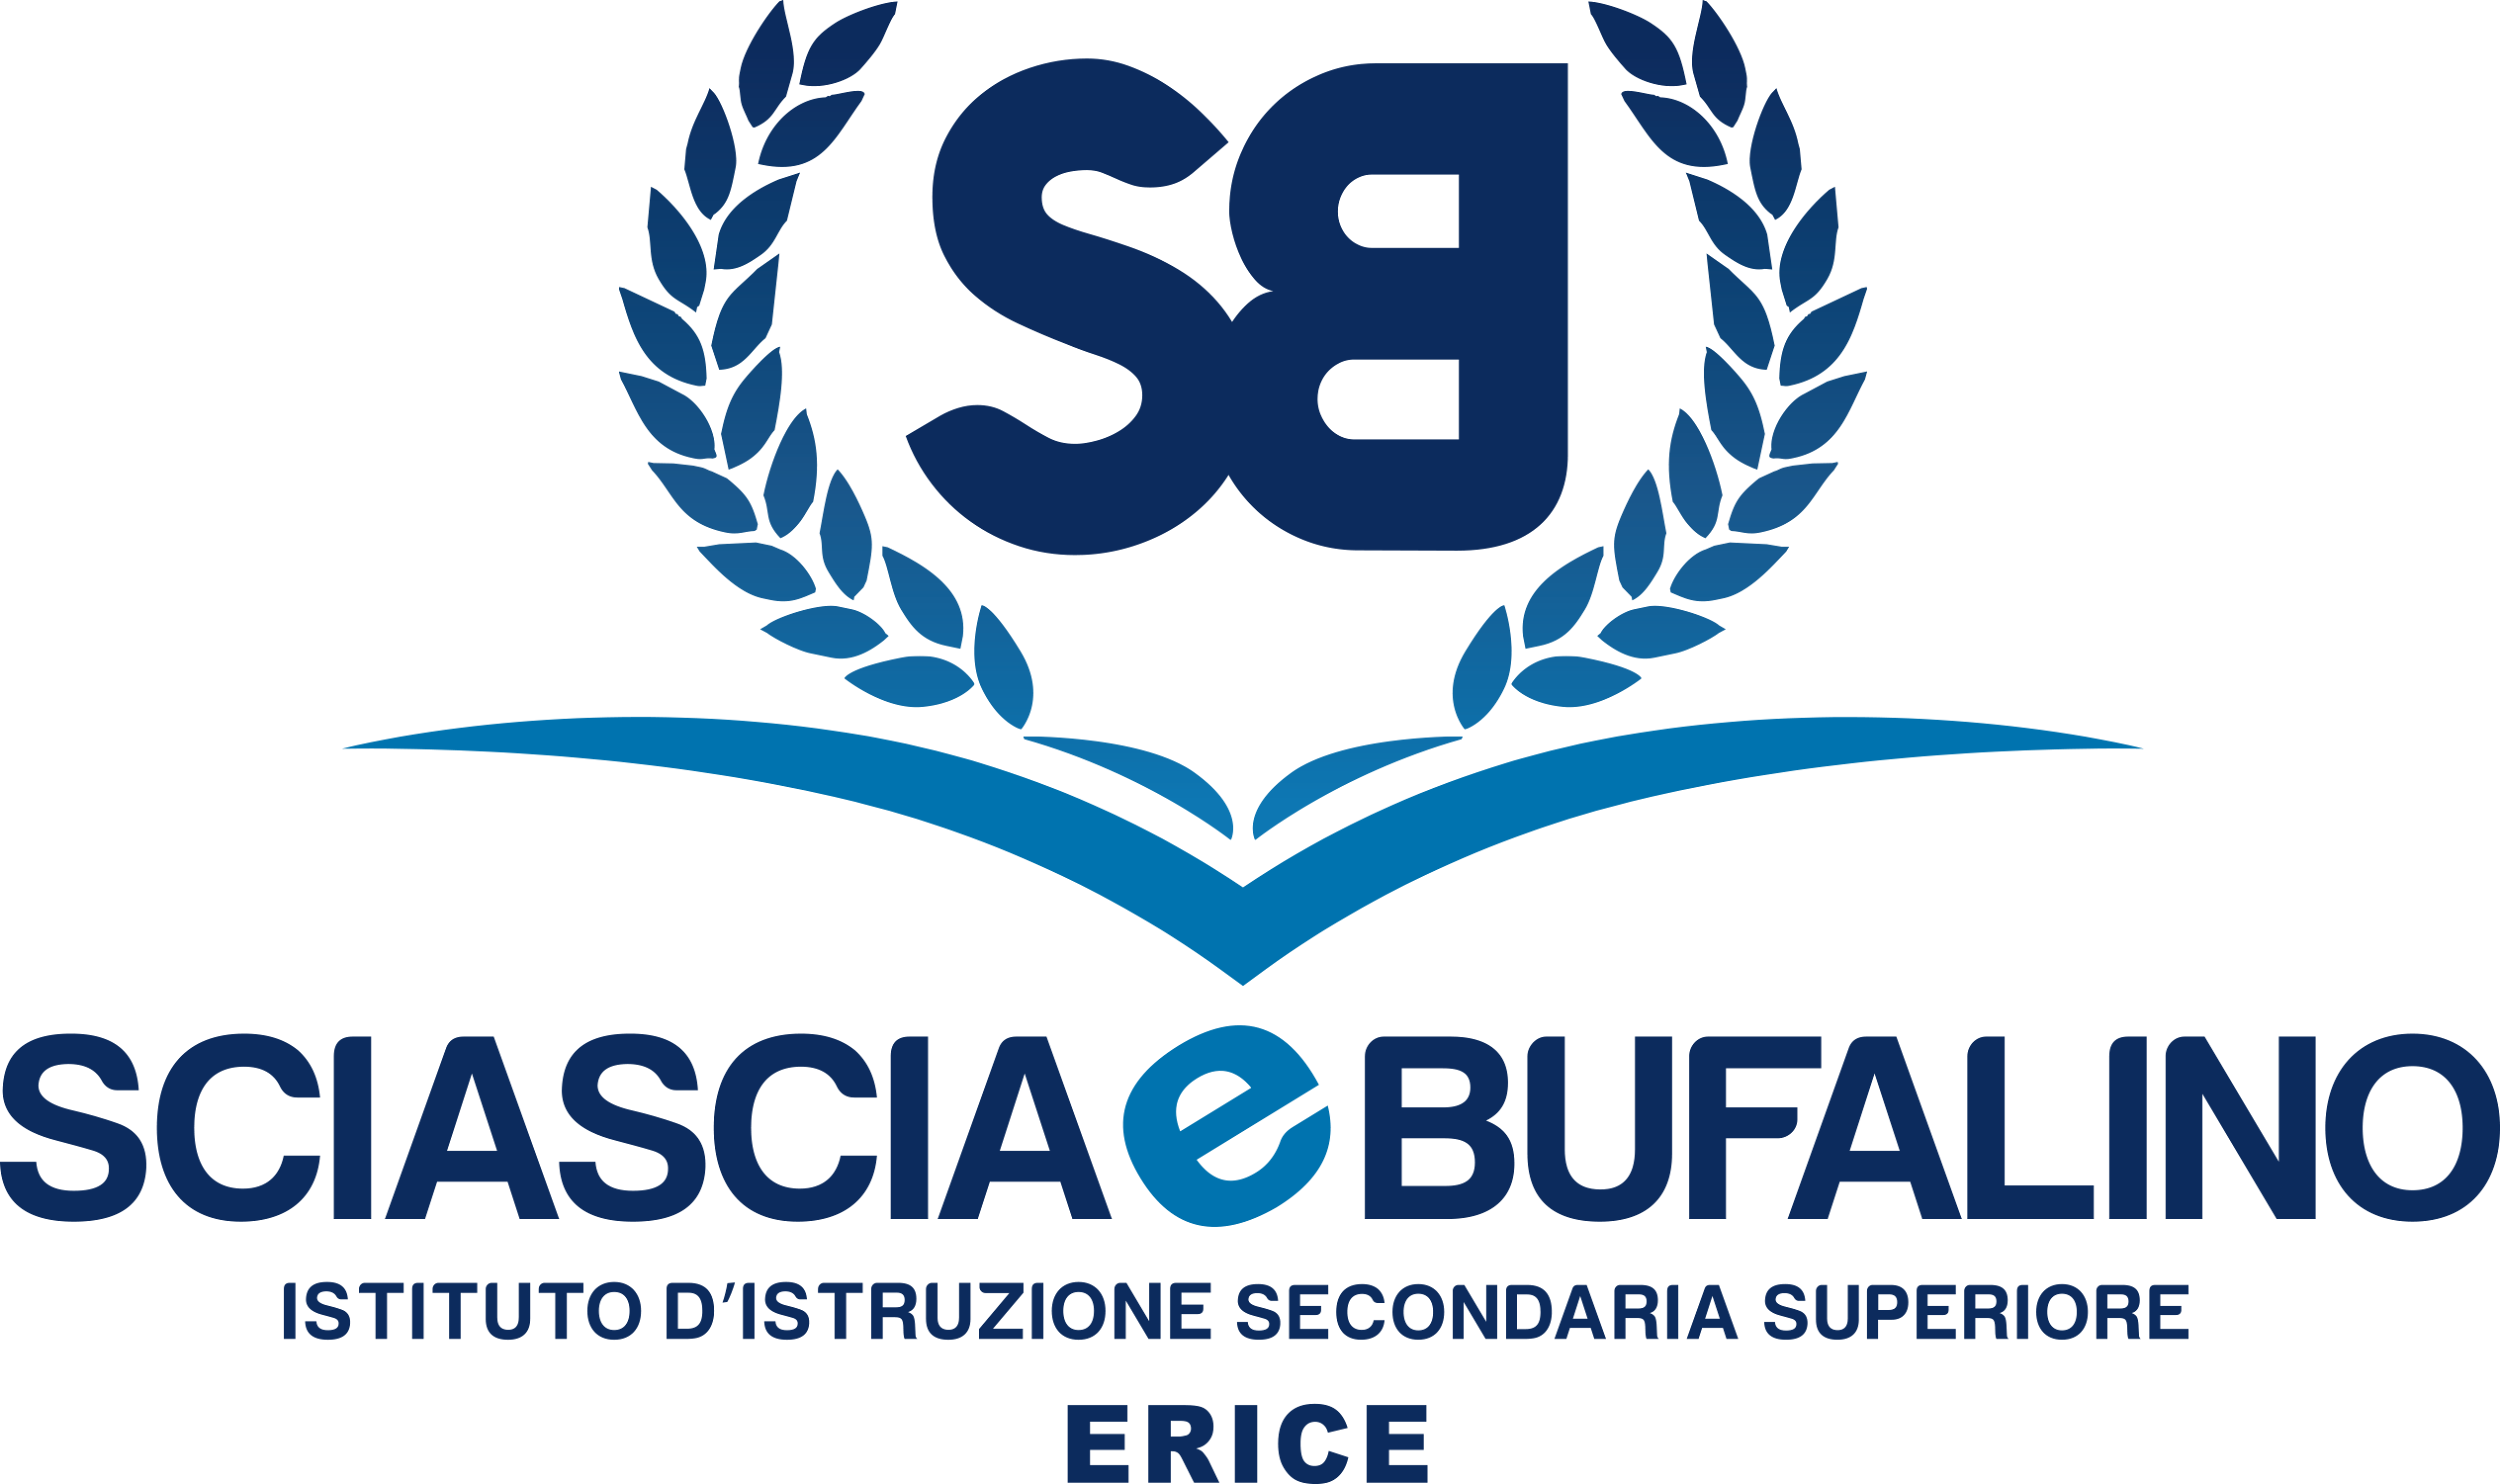 SB
SCIASCIA e BUFALINO
ISTITUTO D'ISTRUZIONE SECONDARIA SUPERIORE
ERICE